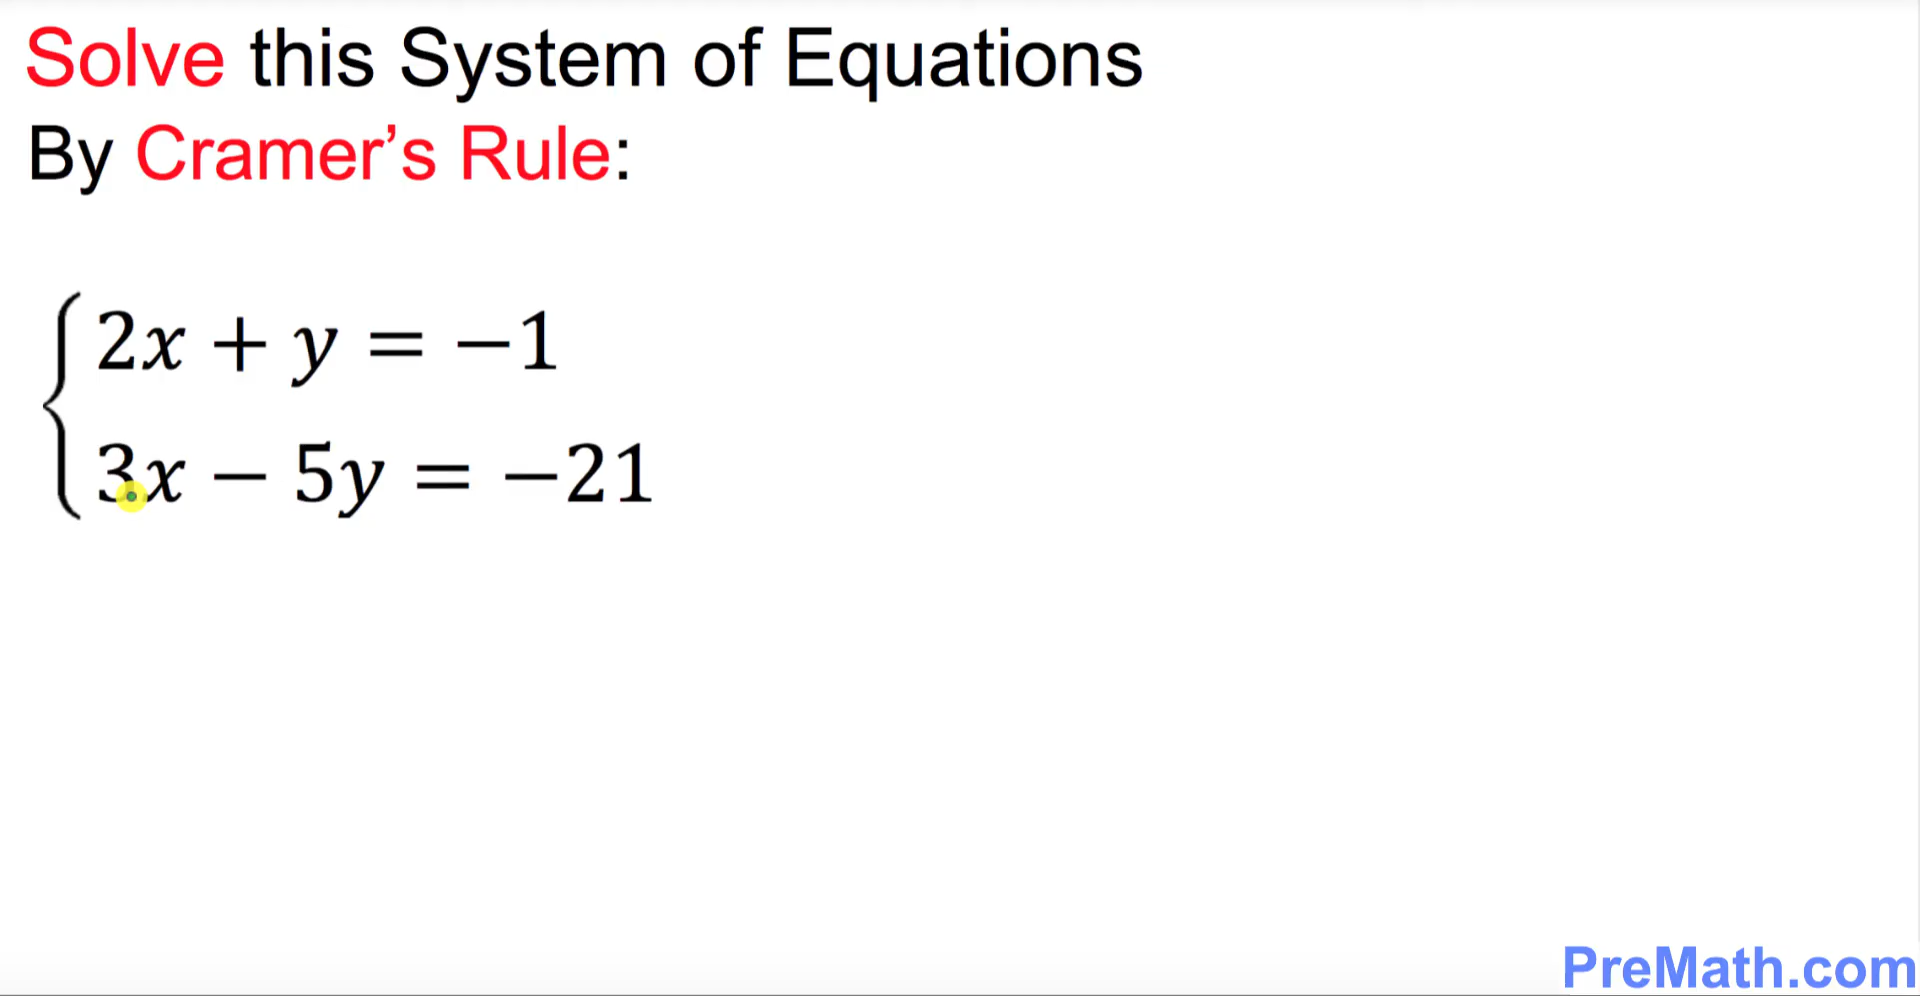 Solve this System of Equations
By Cramer’s Rule:
2x + y = −1
3x − 5y = −21
PreMath.com